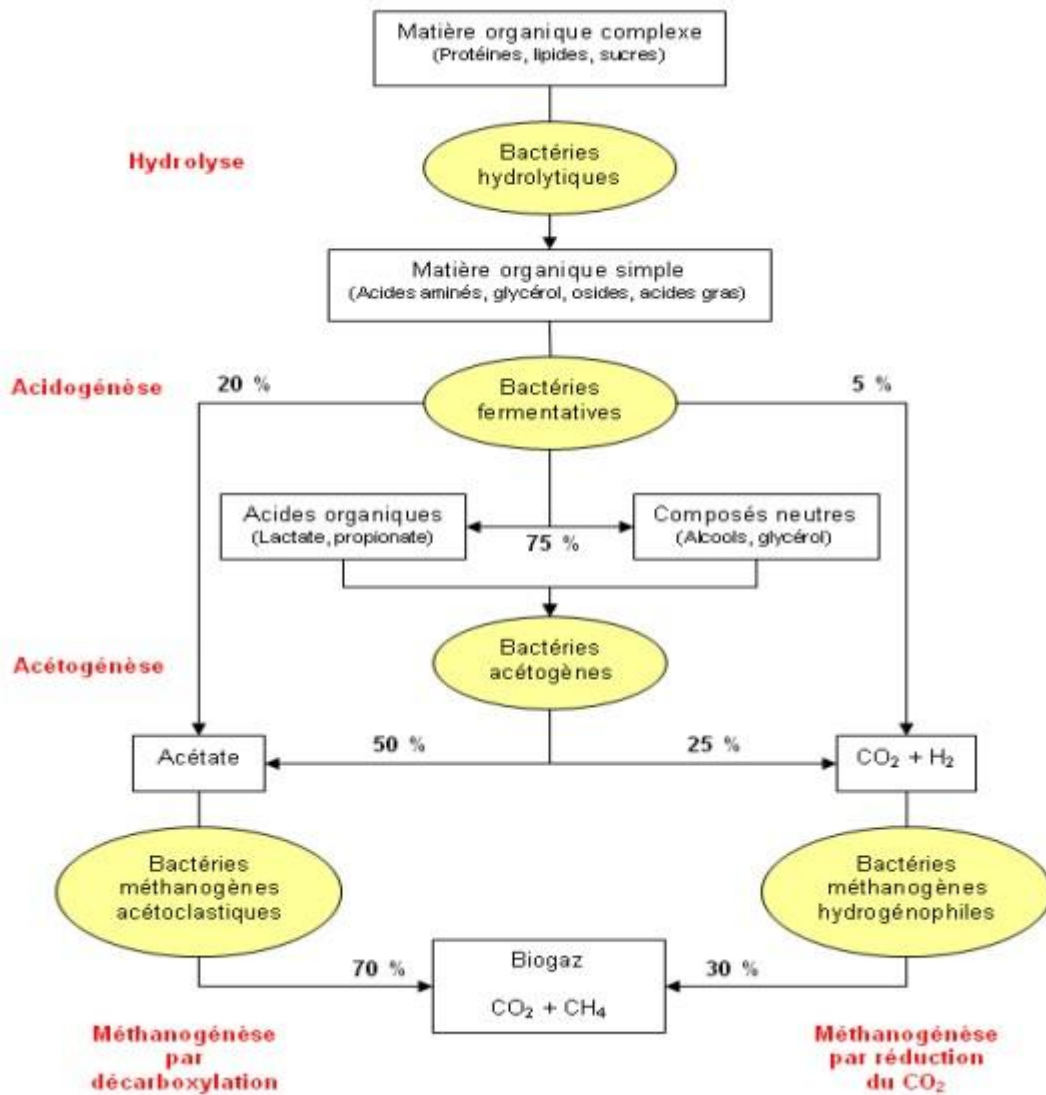 Matière organique complexe
(Protéines, lipides, sucres)
Hydrolyse
Bactéries
hydrolytiques
Matière organique simple
(Acides aminés, glycérol, osides, acides gras)
Acidogénèse
20 %
Bactéries
fermentatives
5 %
Acides organiques
(Lactate, propionate)
75 %
Composés neutres
(Alcools, glycérol)
Acétogénèse
Bactéries
acétogènes
Acétate
50 %
25 %
CO₂ + H₂
Bactéries
méthanogènes
acétoclastiques
Bactéries
méthanogènes
hydrogénophiles
70 %
Biogaz
CO₂ + CH₄
30 %
Méthanogénèse
par
décarboxylation
Méthanogénèse
par réduction
du CO₂